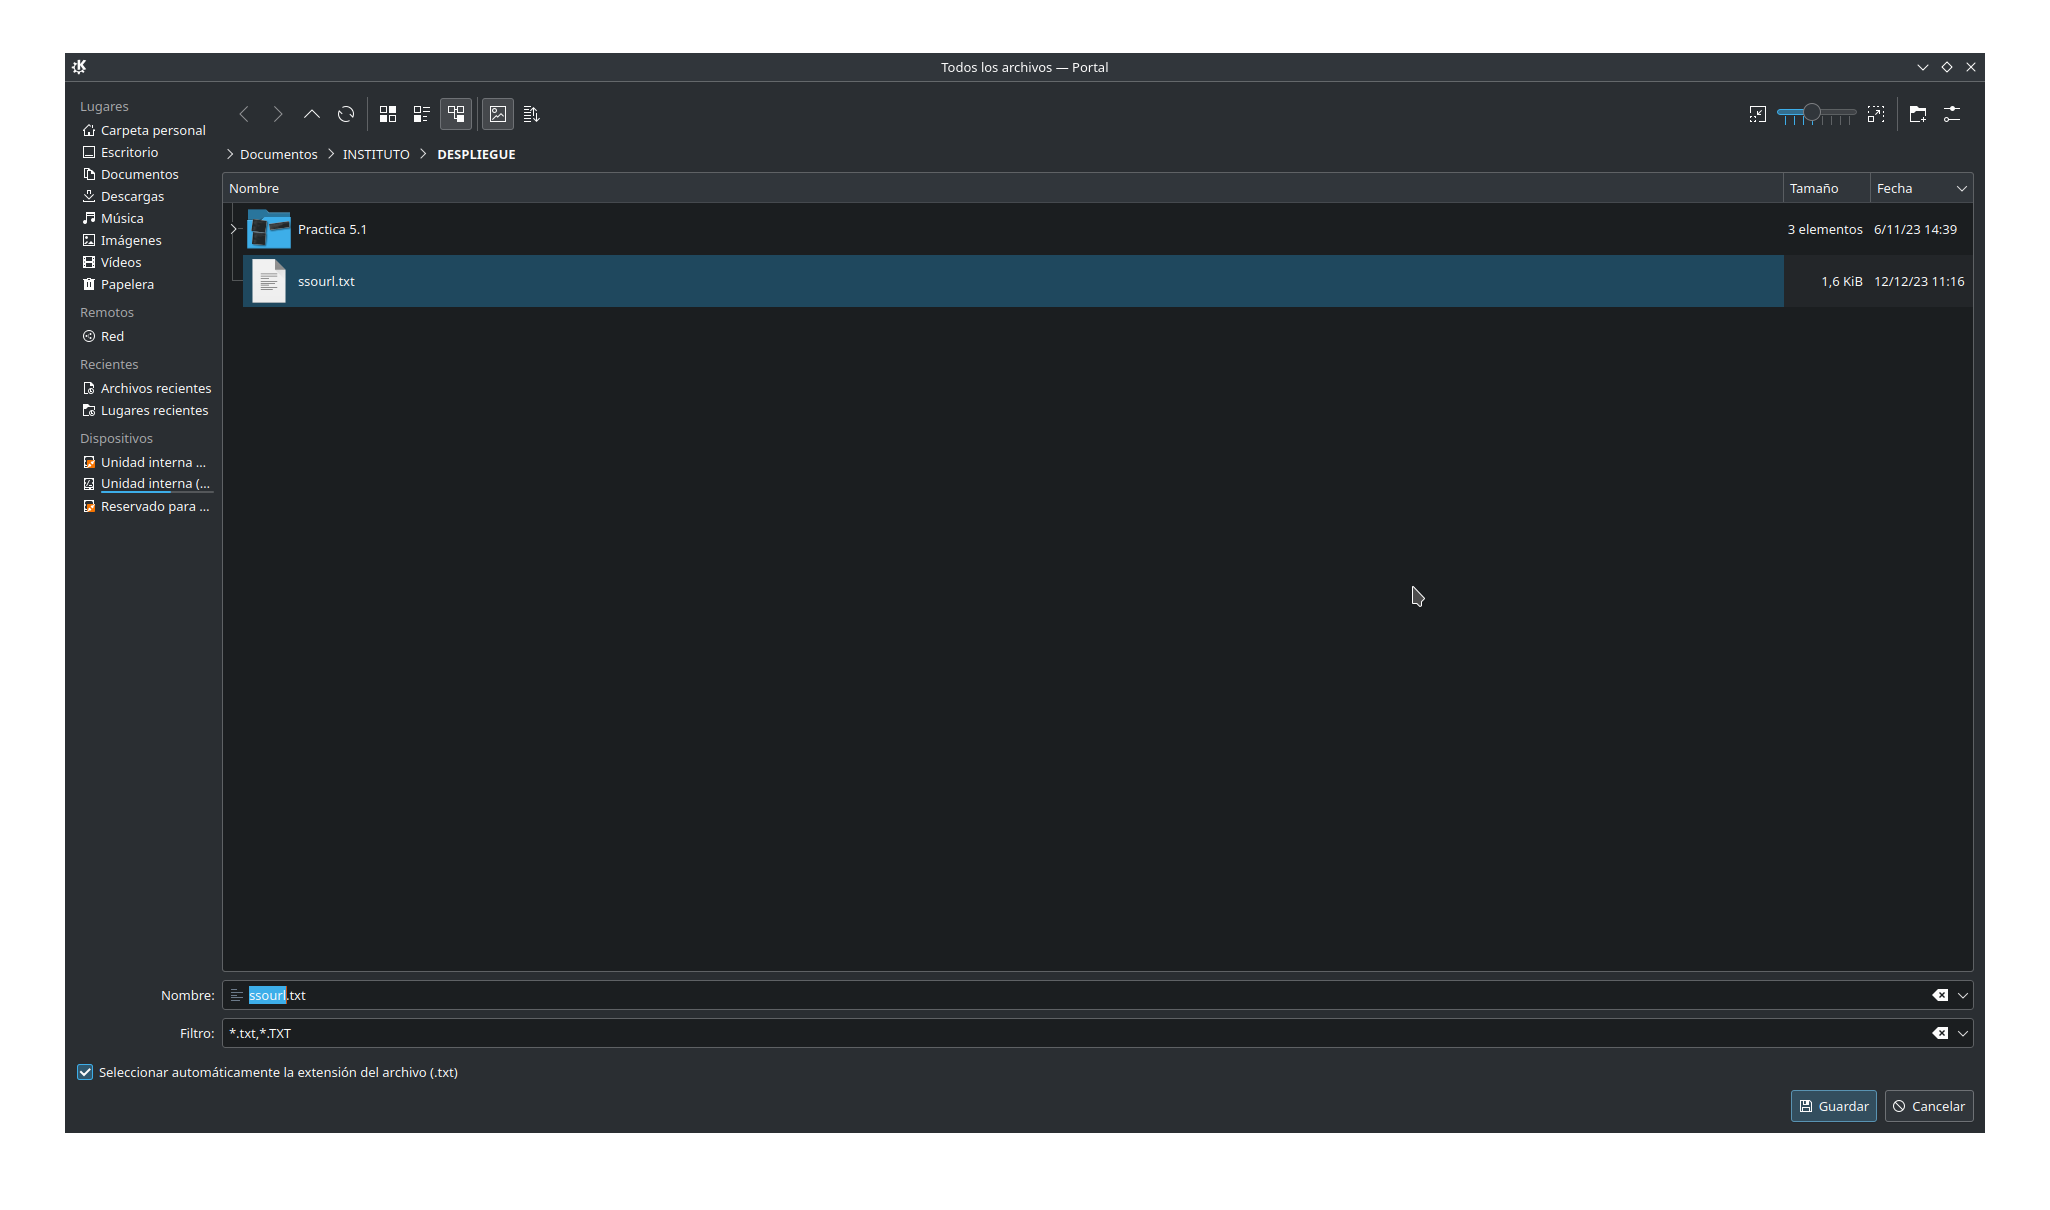 Todos los archivos — Portal
Lugares
Carpeta personal
Escritorio
Documentos
Descargas
Música
Imágenes
Vídeos
Papelera
Remotos
Red
Recientes
Archivos recientes
Lugares recientes
Dispositivos
Unidad interna ...
Unidad interna (...
Reservado para ...
Documentos INSTITUTO DESPLIEGUE
Nombre Tamaño Fecha
Practica 5.1 3 elementos 6/11/23 14:39
ssourl.txt 1,6 KiB 12/12/23 11:16
Nombre: ssourl.txt
Filtro: *.txt,*.TXT
Seleccionar automáticamente la extensión del archivo (.txt)
Guardar Cancelar